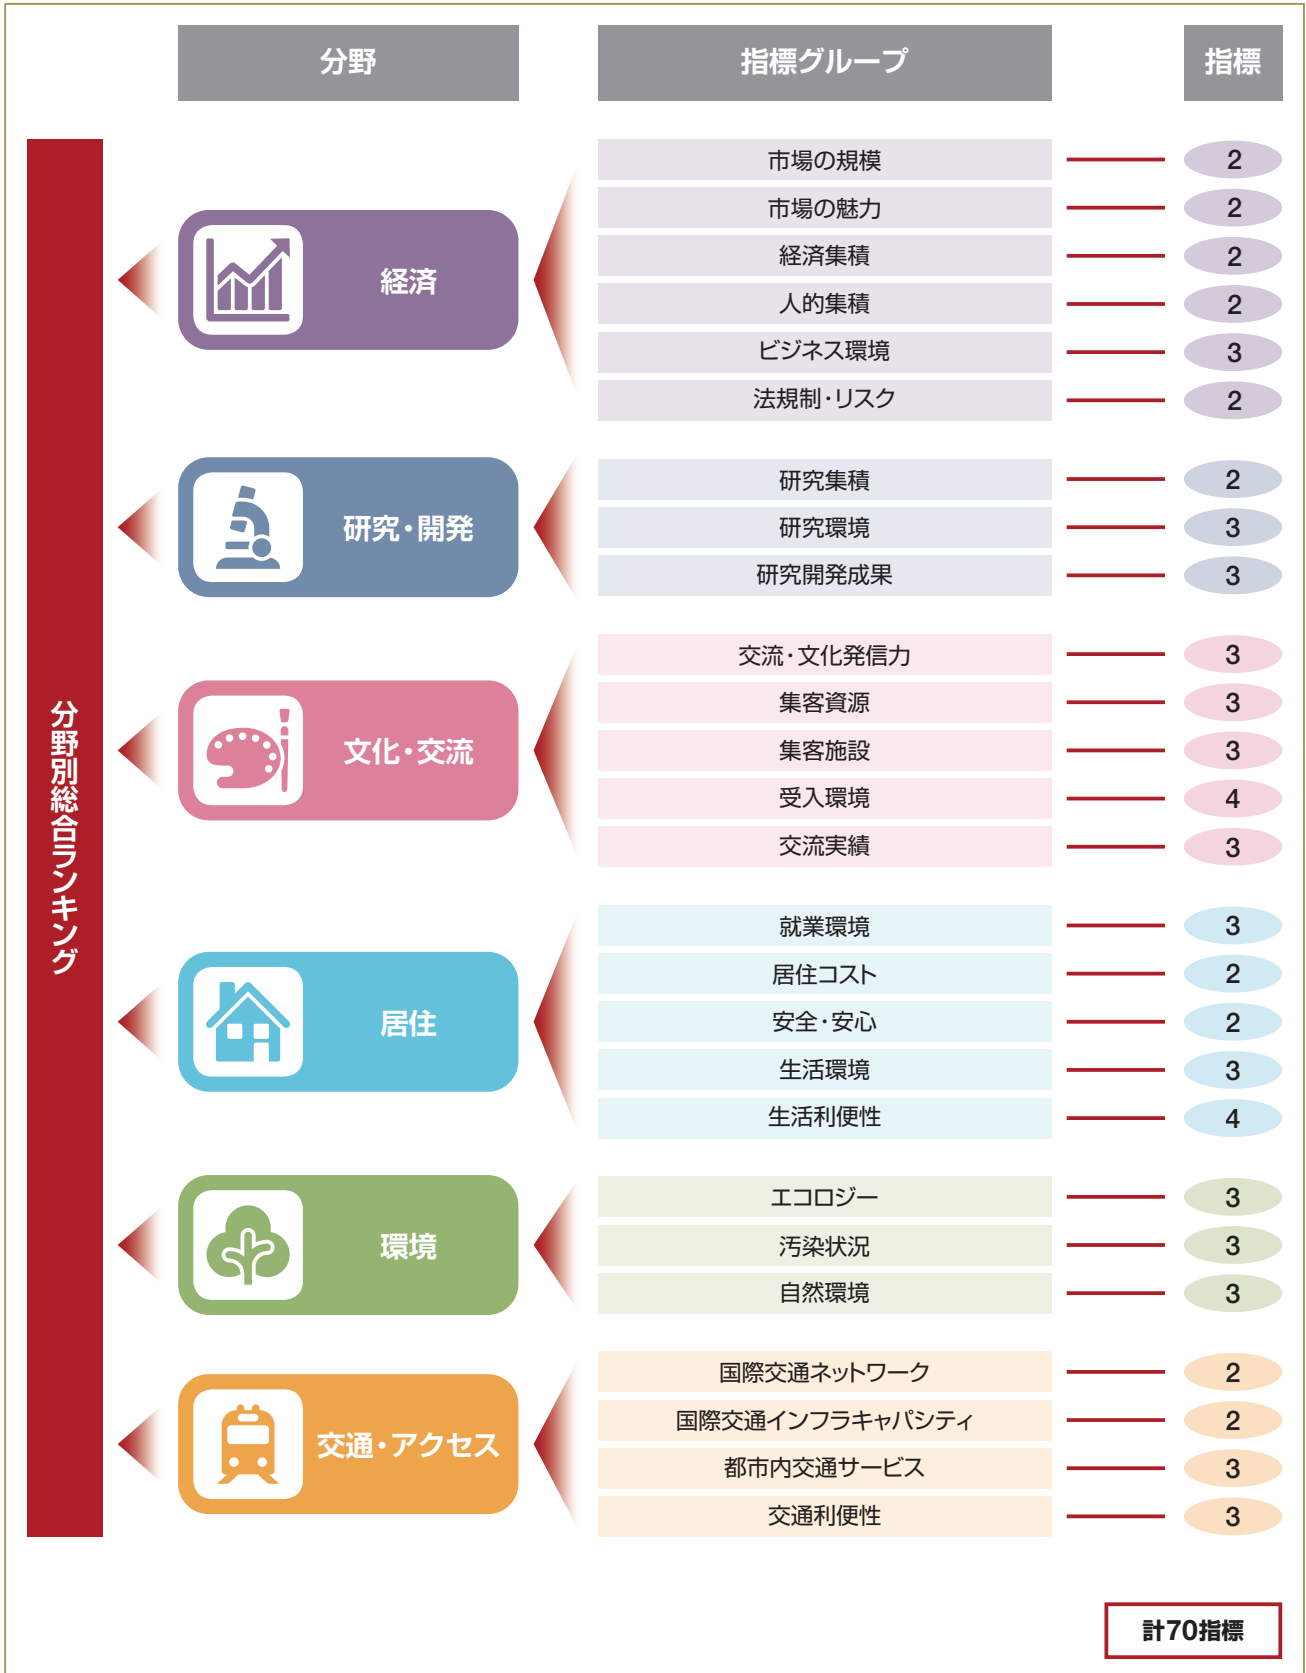 分野
指標グループ
指標
分野別総合ランキング
経済
市場の規模
2
市場の魅力
2
経済集積
2
人的集積
2
ビジネス環境
3
法規制・リスク
2
研究・開発
研究集積
2
研究環境
3
研究開発成果
3
文化・交流
交流・文化発信力
3
集客資源
3
集客施設
3
受入環境
4
交流実績
3
居住
就業環境
3
居住コスト
2
安全・安心
2
生活環境
3
生活利便性
4
環境
エコロジー
3
汚染状況
3
自然環境
3
交通・アクセス
国際交通ネットワーク
2
国際交通インフラキャパシティ
2
都市内交通サービス
3
交通利便性
3
計70指標